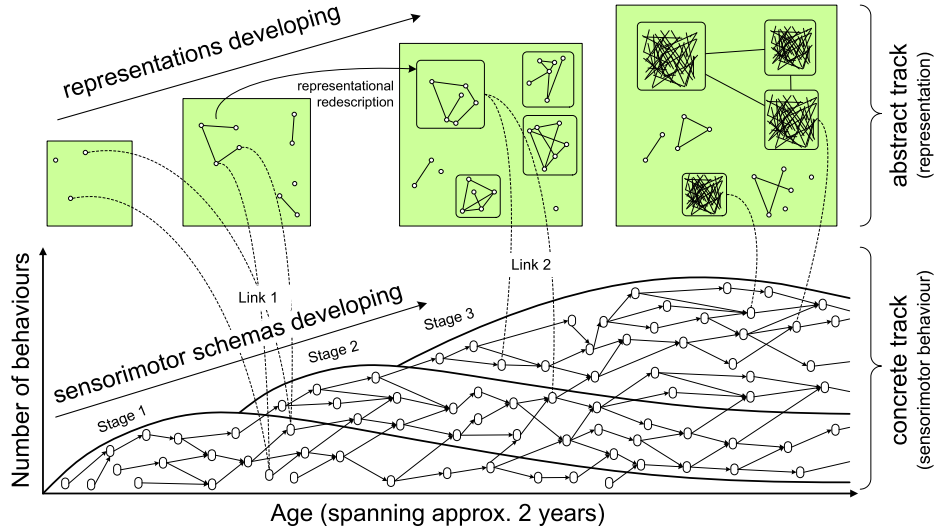 representations developing
representational
redescription
abstract track
(representation)
Link 1
Link 2
sensorimotor schemas developing
Stage 1
Stage 2
Stage 3
concrete track
(sensorimotor behaviour)
Number of behaviours
Age (spanning approx. 2 years)